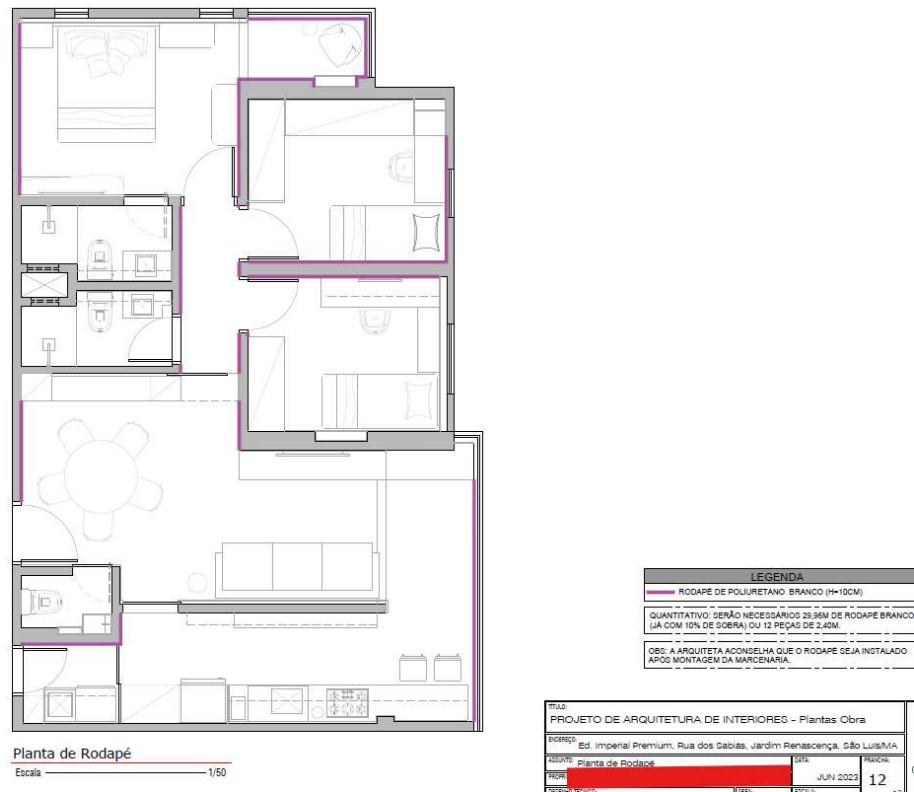 LEGENDA
RODAPÉ DE POLIURETANO BRANCO (H=10CM)
QUANTITATIVO: SERÃO NECESSÁRIOS 29,96M DE RODAPÉ BRANCO
(JÁ COM 10% DE SOBRA) OU 12 PEÇAS DE 2,40M.
OBS: A ARQUITETA ACONSELHA QUE O RODAPÉ SEJA INSTALADO
APÓS MONTAGEM DA MARCENARIA.
TÍTULO:
PROJETO DE ARQUITETURA DE INTERIORES - Plantas Obra
ENDEREÇO:
Ed. Imperial Premium, Rua dos Sabiás, Jardim Renascença, São Luís/MA
ASSUNTO: Planta de Rodapé
DATA:
JUN 2023
PRANCHA:
12
Planta de Rodapé
Escala 1/50